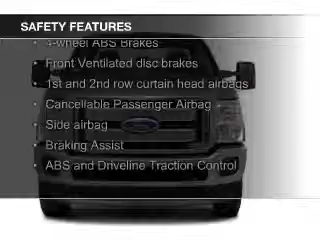 SAFETY FEATURES
• 4-wheel ABS Brakes
• Front Ventilated disc brakes
• 1st and 2nd row curtain head airbags
• Cancellable Passenger Airbag
• Side airbag
• Braking Assist
• ABS and Driveline Traction Control